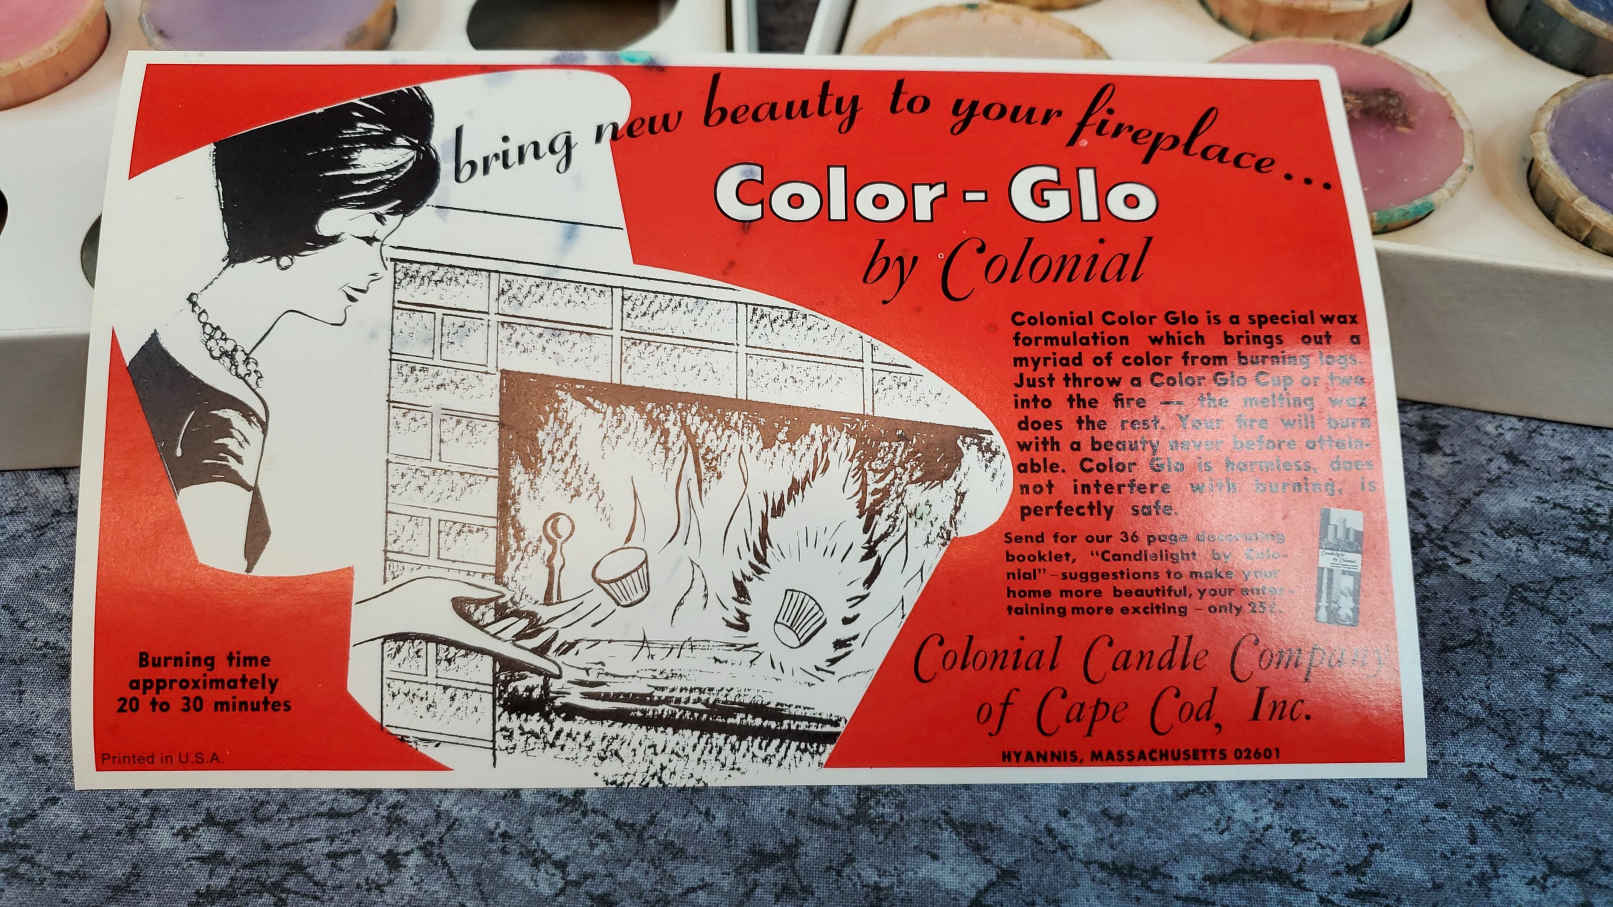 bring new beauty to your fireplace...
Color-Glo
by Colonial
Colonial Color Glo is a special wax
formulation which brings out a
myriad of color from burning logs.
Just throw a Color Glo Cup or two
into the fire — the melting wax
does the rest. Your fire will burn
with a beauty never before attain-
able. Color Glo is harmless, does
not interfere with burning, is
perfectly safe.
Send for our 36 page decorating
booklet, "Candlelight by Colo-
nial" - suggestions to make your
home more beautiful, your enter-
taining more exciting - only 25¢.
Colonial Candle Company
of Cape Cod, Inc.
HYANNIS, MASSACHUSETTS 02601
Burning time
approximately
20 to 30 minutes
Printed in U.S.A.